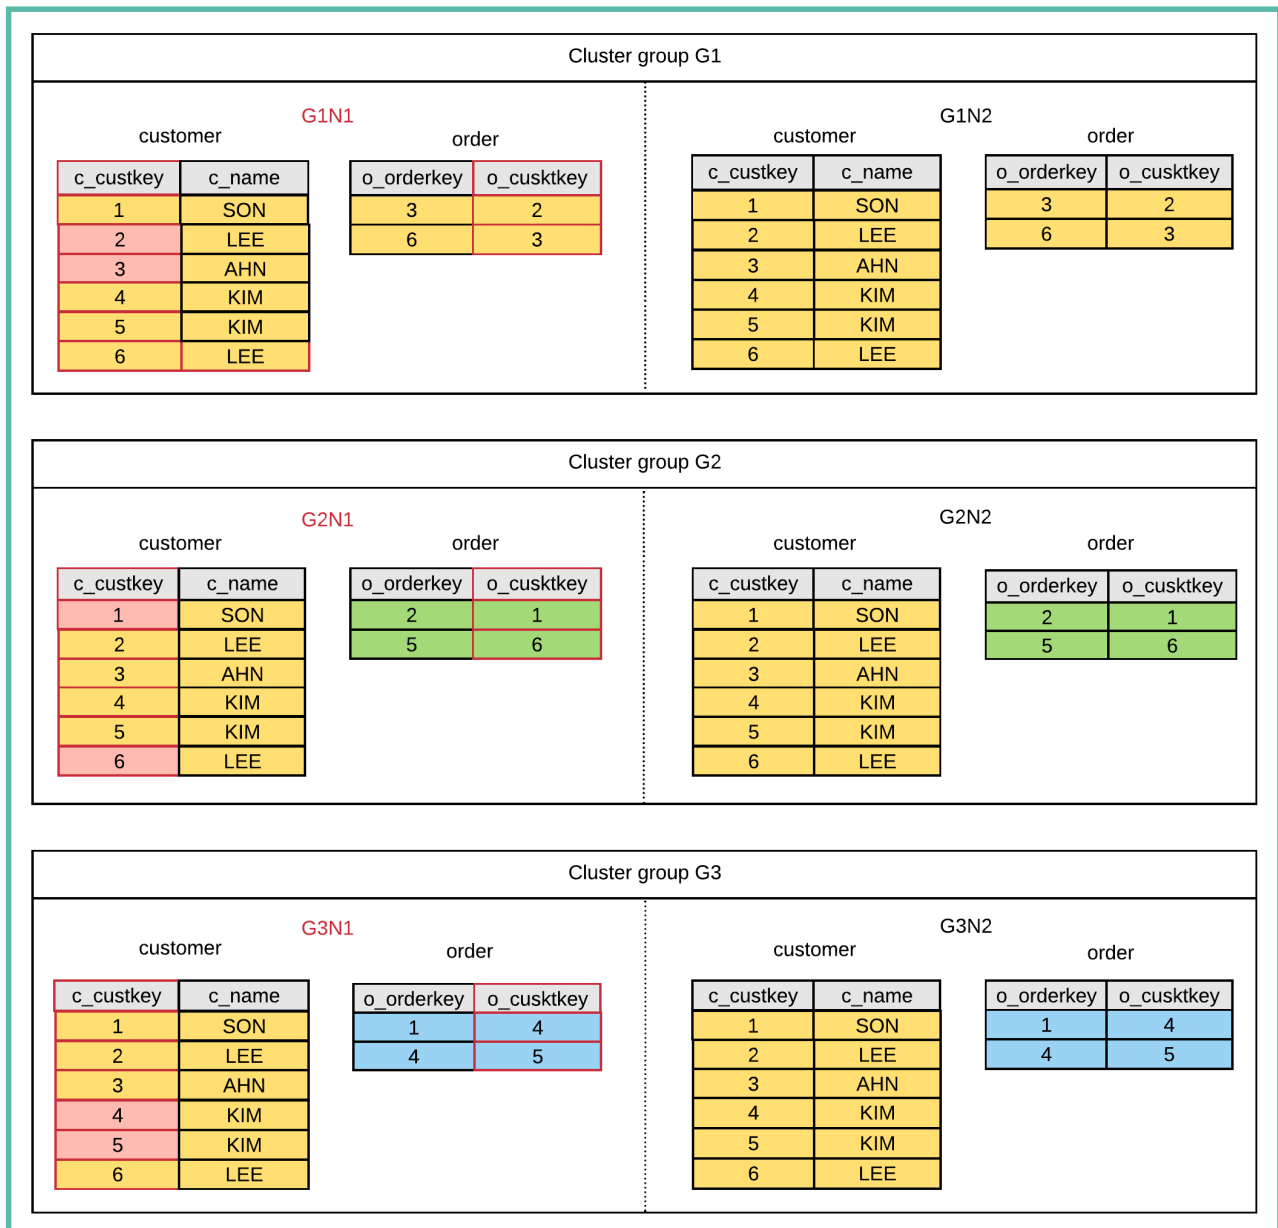 Cluster group G1
G1N1
customer
order
c_custkey c_name
1 SON
2 LEE
3 AHN
4 KIM
5 KIM
6 LEE
o_orderkey o_cusktkey
3 2
6 3
G1N2
customer
order
c_custkey c_name
1 SON
2 LEE
3 AHN
4 KIM
5 KIM
6 LEE
o_orderkey o_cusktkey
3 2
6 3
Cluster group G2
G2N1
customer
order
c_custkey c_name
1 SON
2 LEE
3 AHN
4 KIM
5 KIM
6 LEE
o_orderkey o_cusktkey
2 1
5 6
G2N2
customer
order
c_custkey c_name
1 SON
2 LEE
3 AHN
4 KIM
5 KIM
6 LEE
o_orderkey o_cusktkey
2 1
5 6
Cluster group G3
G3N1
customer
order
c_custkey c_name
1 SON
2 LEE
3 AHN
4 KIM
5 KIM
6 LEE
o_orderkey o_cusktkey
1 4
4 5
G3N2
customer
order
c_custkey c_name
1 SON
2 LEE
3 AHN
4 KIM
5 KIM
6 LEE
o_orderkey o_cusktkey
1 4
4 5